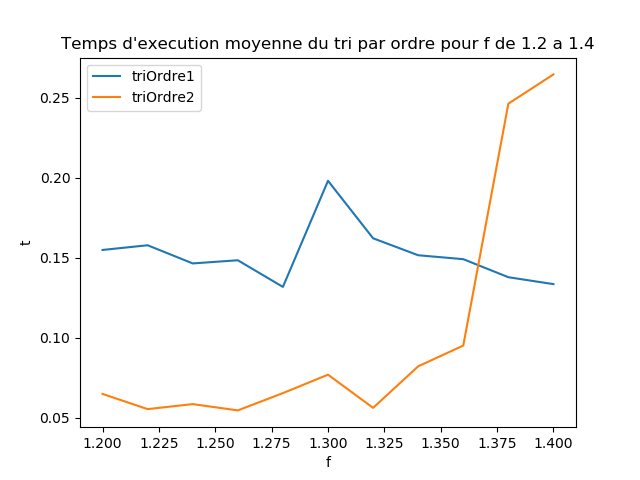 Temps d'execution moyenne du tri par ordre pour f de 1.2 a 1.4
triOrdre1
triOrdre2
0.25
0.20
0.15
0.10
0.05
t
1.200 1.225 1.250 1.275 1.300 1.325 1.350 1.375 1.400
f